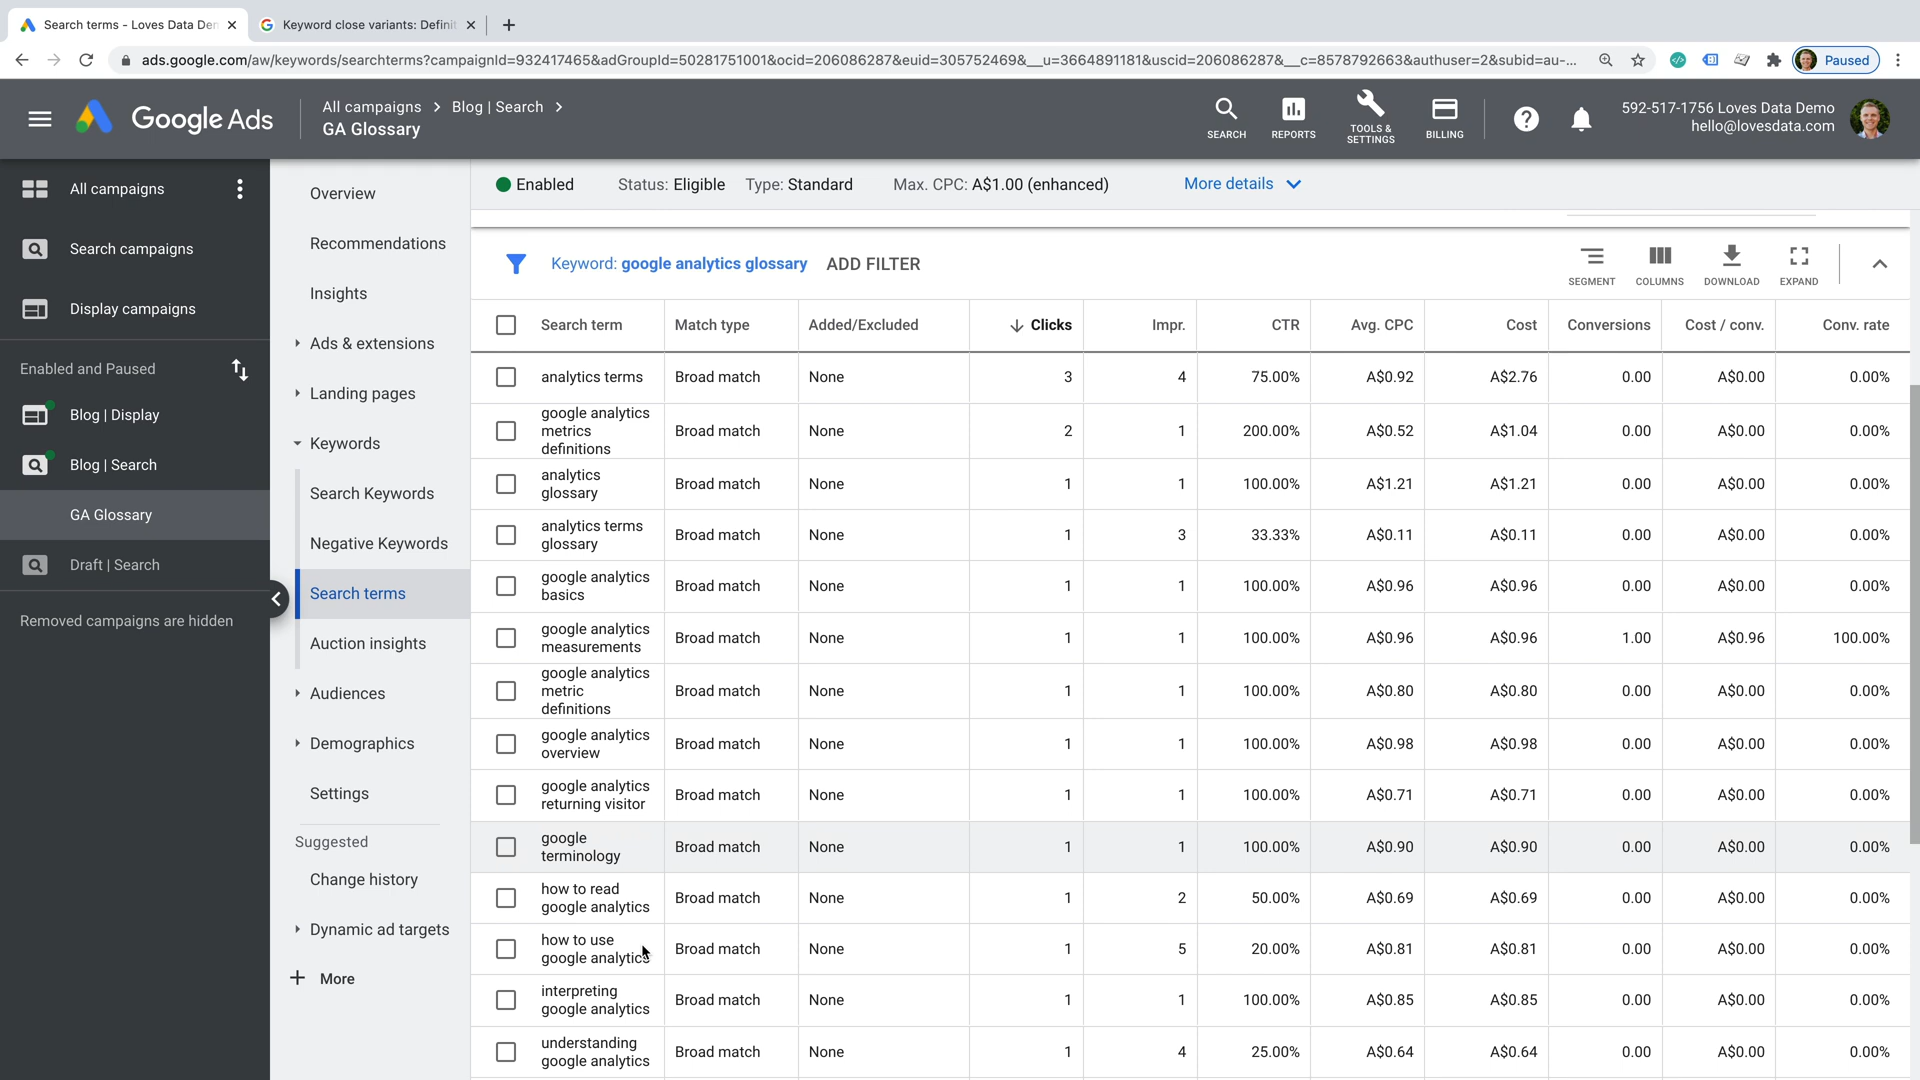 Search terms - Loves Data Den
Keyword close variants: Definit
ads.google.com/aw/keywords/searchterms?campaignId=932417465&adGroupId=50281751001&ocid=206086287&euid=305752469&__u=3664891181&uscid=206086287&__c=8578792663&authuser=2&subid=au-...
Paused
Google Ads
All campaigns > Blog | Search >
GA Glossary
SEARCH
REPORTS
TOOLS &
SETTINGS
BILLING
592-517-1756 Loves Data Demo
hello@lovesdata.com
All campaigns
Search campaigns
Display campaigns
Enabled and Paused
Blog | Display
Blog | Search
GA Glossary
Draft | Search
Removed campaigns are hidden
Overview
Recommendations
Insights
Ads & extensions
Landing pages
Keywords
Search Keywords
Negative Keywords
Search terms
Auction insights
Audiences
Demographics
Settings
Suggested
Change history
Dynamic ad targets
+ More
Enabled Status: Eligible Type: Standard Max. CPC: A$1.00 (enhanced) More details
Keyword: google analytics glossary ADD FILTER
SEGMENT COLUMNS DOWNLOAD EXPAND
Search term Match type Added/Excluded Clicks Impr. CTR Avg. CPC Cost Conversions Cost / conv. Conv. rate
analytics terms Broad match None 3 4 75.00% A$0.92 A$2.76 0.00 A$0.00 0.00%
google analytics
metrics
definitions
Broad match None 2 1 200.00% A$0.52 A$1.04 0.00 A$0.00 0.00%
analytics
glossary
Broad match None 1 1 100.00% A$1.21 A$1.21 0.00 A$0.00 0.00%
analytics terms
glossary
Broad match None 1 3 33.33% A$0.11 A$0.11 0.00 A$0.00 0.00%
google analytics
basics
Broad match None 1 1 100.00% A$0.96 A$0.96 0.00 A$0.00 0.00%
google analytics
measurements
Broad match None 1 1 100.00% A$0.96 A$0.96 1.00 A$0.96 100.00%
google analytics
metric
definitions
Broad match None 1 1 100.00% A$0.80 A$0.80 0.00 A$0.00 0.00%
google analytics
overview
Broad match None 1 1 100.00% A$0.98 A$0.98 0.00 A$0.00 0.00%
google analytics
returning visitor
Broad match None 1 1 100.00% A$0.71 A$0.71 0.00 A$0.00 0.00%
google
terminology
Broad match None 1 1 100.00% A$0.90 A$0.90 0.00 A$0.00 0.00%
how to read
google analytics
Broad match None 1 2 50.00% A$0.69 A$0.69 0.00 A$0.00 0.00%
how to use
google analytics
Broad match None 1 5 20.00% A$0.81 A$0.81 0.00 A$0.00 0.00%
interpreting
google analytics
Broad match None 1 1 100.00% A$0.85 A$0.85 0.00 A$0.00 0.00%
understanding
google analytics
Broad match None 1 4 25.00% A$0.64 A$0.64 0.00 A$0.00 0.00%